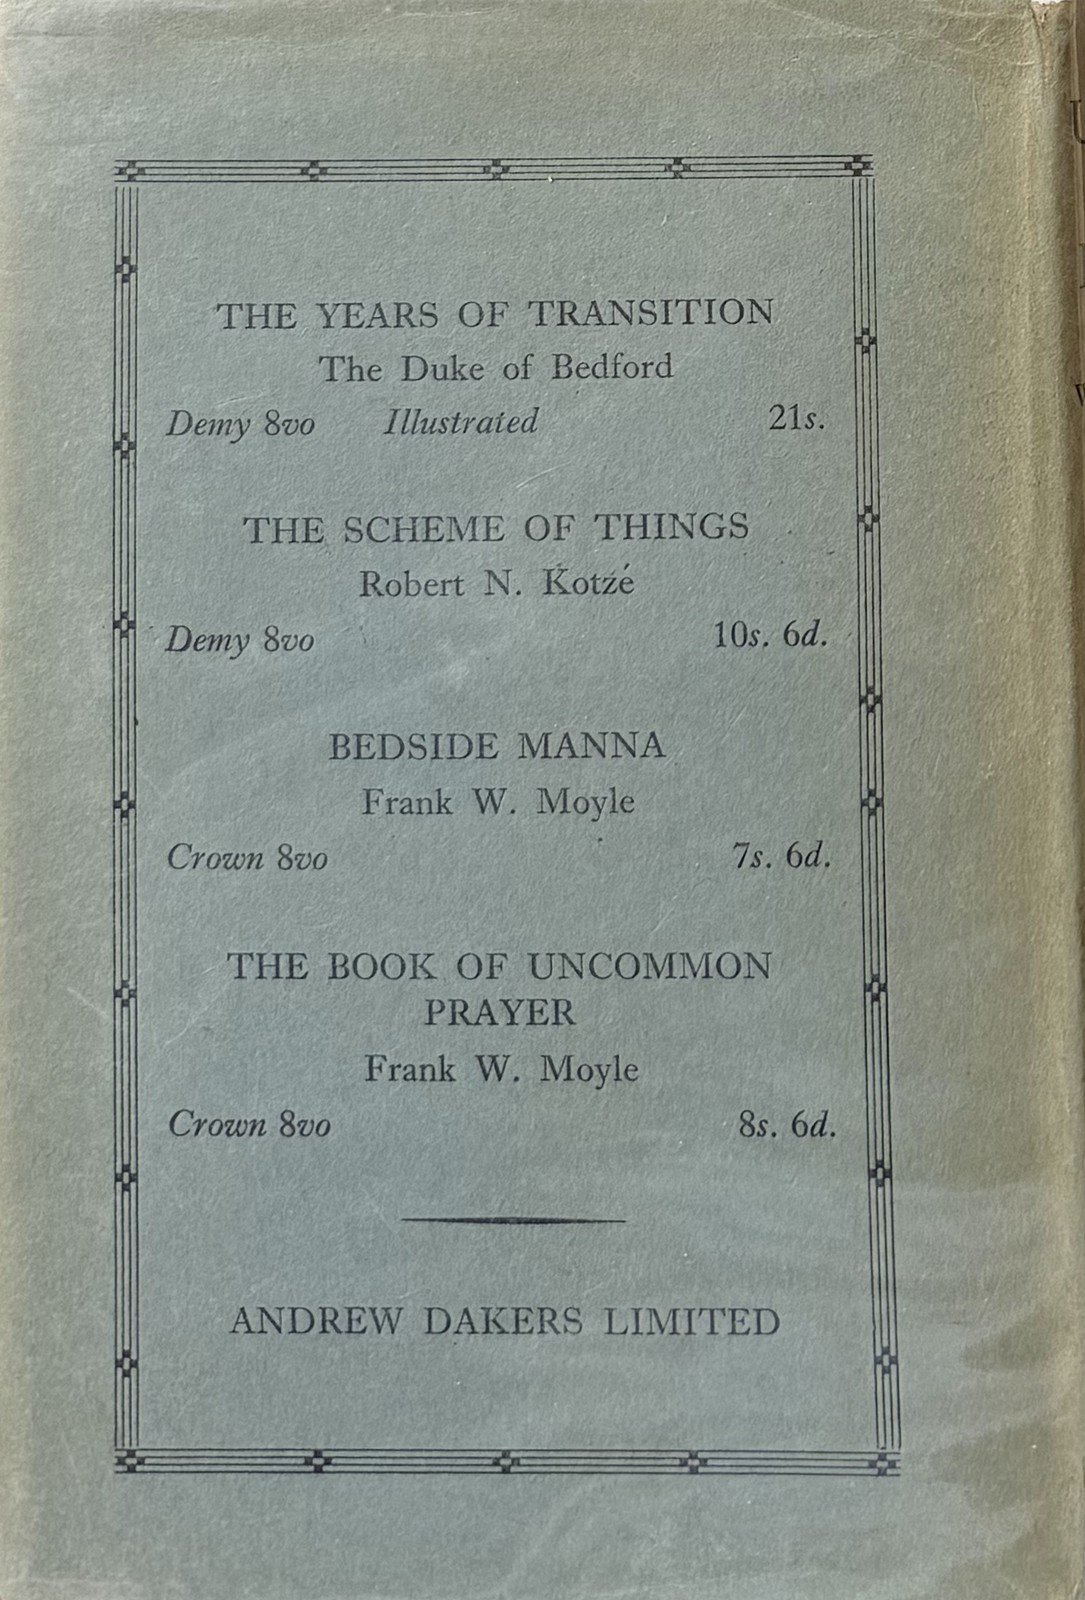 THE YEARS OF TRANSITION
The Duke of Bedford
Demy 8vo Illustrated 21s.
THE SCHEME OF THINGS
Robert N. Kotzé
Demy 8vo 10s. 6d.
BEDSIDE MANNA
Frank W. Moyle
Crown 8vo 7s. 6d.
THE BOOK OF UNCOMMON
PRAYER
Frank W. Moyle
Crown 8vo 8s. 6d.
ANDREW DAKERS LIMITED